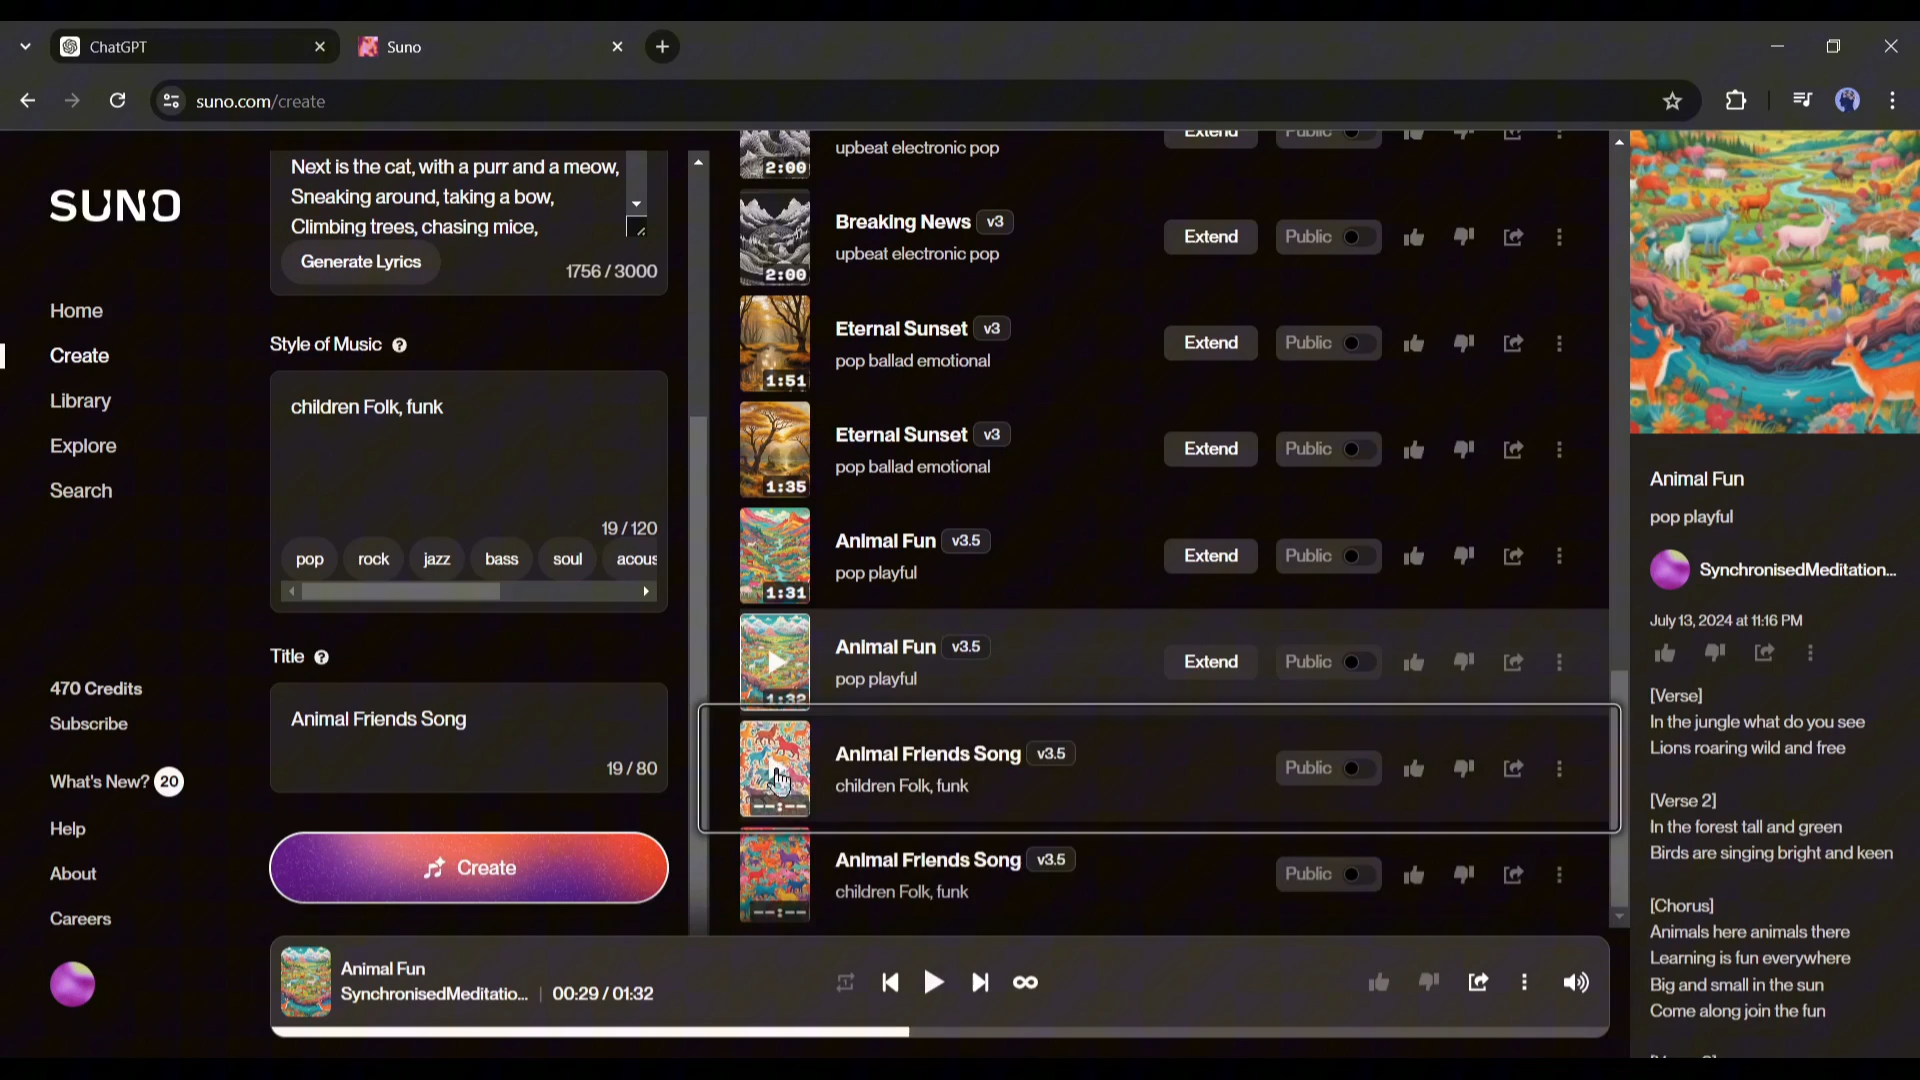 ChatGPT
Suno
suno.com/create
SUNO
Home
Create
Library
Explore
Search
470 Credits
Subscribe
What's New? 20
Help
About
Careers
Next is the cat, with a purr and a meow,
Sneaking around, taking a bow,
Climbing trees, chasing mice,
Generate Lyrics
1756 / 3000
Style of Music
children Folk, funk
19 / 120
pop rock jazz bass soul acous
Title
Animal Friends Song
19 / 80
Create
2:00
upbeat electronic pop
Extend Public
2:00
Breaking News v3
upbeat electronic pop
Extend Public
1:51
Eternal Sunset v3
pop ballad emotional
Extend Public
1:35
Eternal Sunset v3
pop ballad emotional
Extend Public
1:31
Animal Fun v3.5
pop playful
Extend Public
1:32
Animal Fun v3.5
pop playful
Extend Public
--:--
Animal Friends Song v3.5
children Folk, funk
Public
--:--
Animal Friends Song v3.5
children Folk, funk
Public
Animal Fun
SynchronisedMeditatio... | 00:29 / 01:32
Animal Fun
pop playful
SynchronisedMeditation...
July 13, 2024 at 11:16 PM
[Verse]
In the jungle what do you see
Lions roaring wild and free
[Verse 2]
In the forest tall and green
Birds are singing bright and keen
[Chorus]
Animals here animals there
Learning is fun everywhere
Big and small in the sun
Come along join the fun